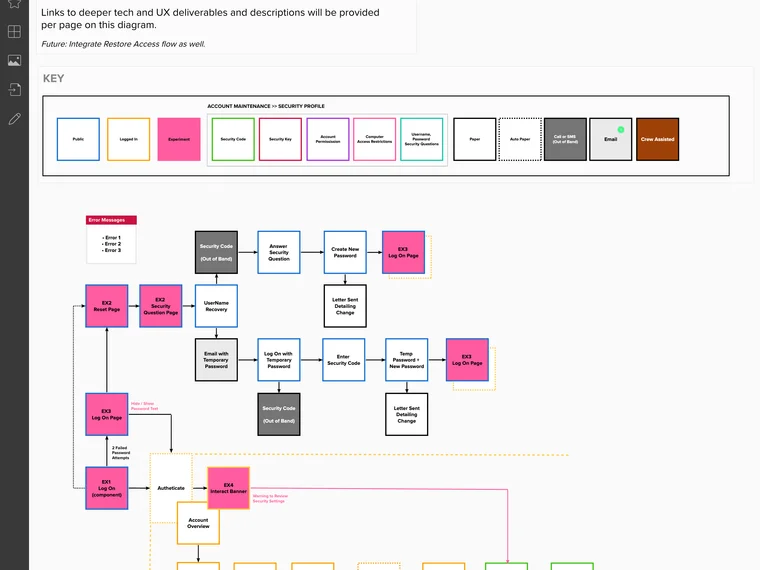 Links to deeper tech and UX deliverables and descriptions will be provided
per page on this diagram.
Future: Integrate Restore Access flow as well.
KEY
ACCOUNT MAINTENANCE >> SECURITY PROFILE
Public
Logged In
Experiment
Security Code
Security Key
Account
Permissission
Computer
Access Restrictions
Username,
Password
Security Questions
Paper
Auto Paper
Call or SMS
(Out of Band)
Email
Crew Assisted
Error Messages
• Error 1
• Error 2
• Error 3
Security Code
(Out of Band)
Answer
Security
Question
Create New
Password
EX3
Log On Page
EX2
Reset Page
EX2
Security
Question Page
UserName
Recovery
Letter Sent
Detailing
Change
Email with
Temporary
Password
Log On with
Temporary
Password
Enter
Security Code
Temp
Password +
New Password
EX3
Log On Page
Security Code
(Out of Band)
Letter Sent
Detailing
Change
EX3
Log On Page
Hide / Show
Password Text
2 Failed
Password
Attempts
EX1
Log On
(component)
Autheticate
EX4
Interact Banner
Warning to Review
Security Settings
Account
Overview